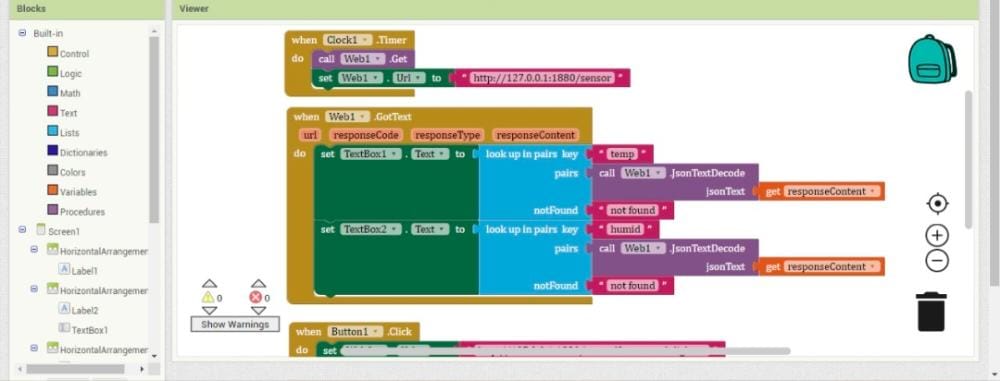 Blocks
Viewer
Built-in
Control
Logic
Math
Text
Lists
Dictionaries
Colors
Variables
Procedures
Screen1
HorizontalArrangemer
Label1
HorizontalArrangemer
Label2
TextBox1
HorizontalArrangemer
when Clock1 .Timer
do call Web1 .Get
set Web1 . Url to " http://127.0.0.1:1880/sensor "
when Web1 .GotText
url responseCode responseType responseContent
do set TextBox1 . Text to look up in pairs key " temp "
pairs call Web1 .JsonTextDecode
jsonText get responseContent
notFound " not found "
set TextBox2 . Text to look up in pairs key " humid "
pairs call Web1 .JsonTextDecode
jsonText get responseContent
notFound " not found "
when Button1 .Click
do set
0 0
Show Warnings